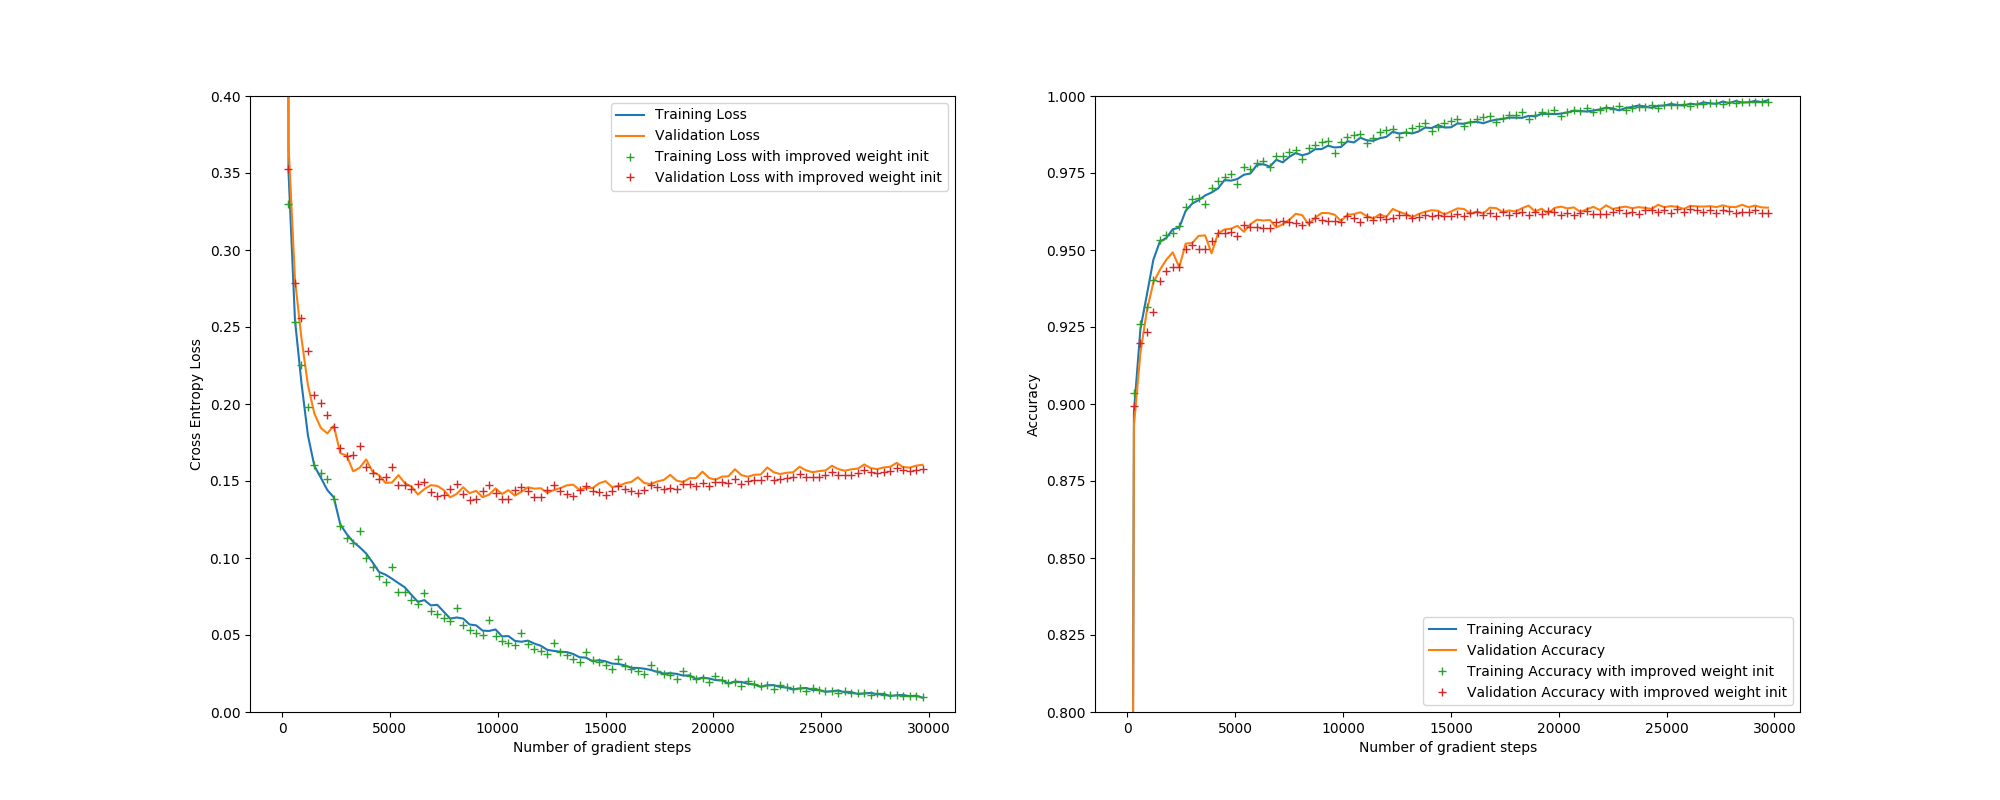 0.40
0.35
0.30
0.25
0.20
0.15
0.10
0.05
0.00
Cross Entropy Loss
0
5000
10000
15000
20000
25000
30000
Number of gradient steps
Training Loss
Validation Loss
Training Loss with improved weight init
Validation Loss with improved weight init
1.000
0.975
0.950
0.925
0.900
0.875
0.850
0.825
0.800
Accuracy
0
5000
10000
15000
20000
25000
30000
Number of gradient steps
Training Accuracy
Validation Accuracy
Training Accuracy with improved weight init
Validation Accuracy with improved weight init